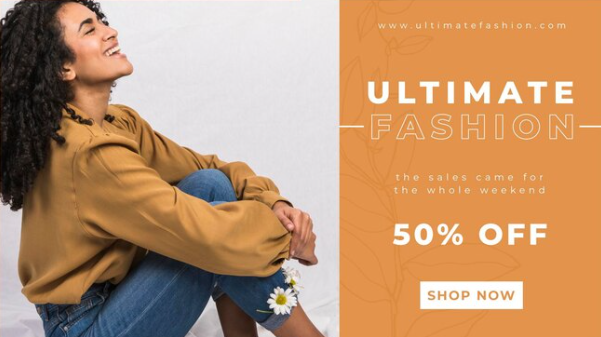 www.ultimatefashion.com
ULTIMATE
FASHION
the sales came for
the whole weekend
50% OFF
SHOP NOW